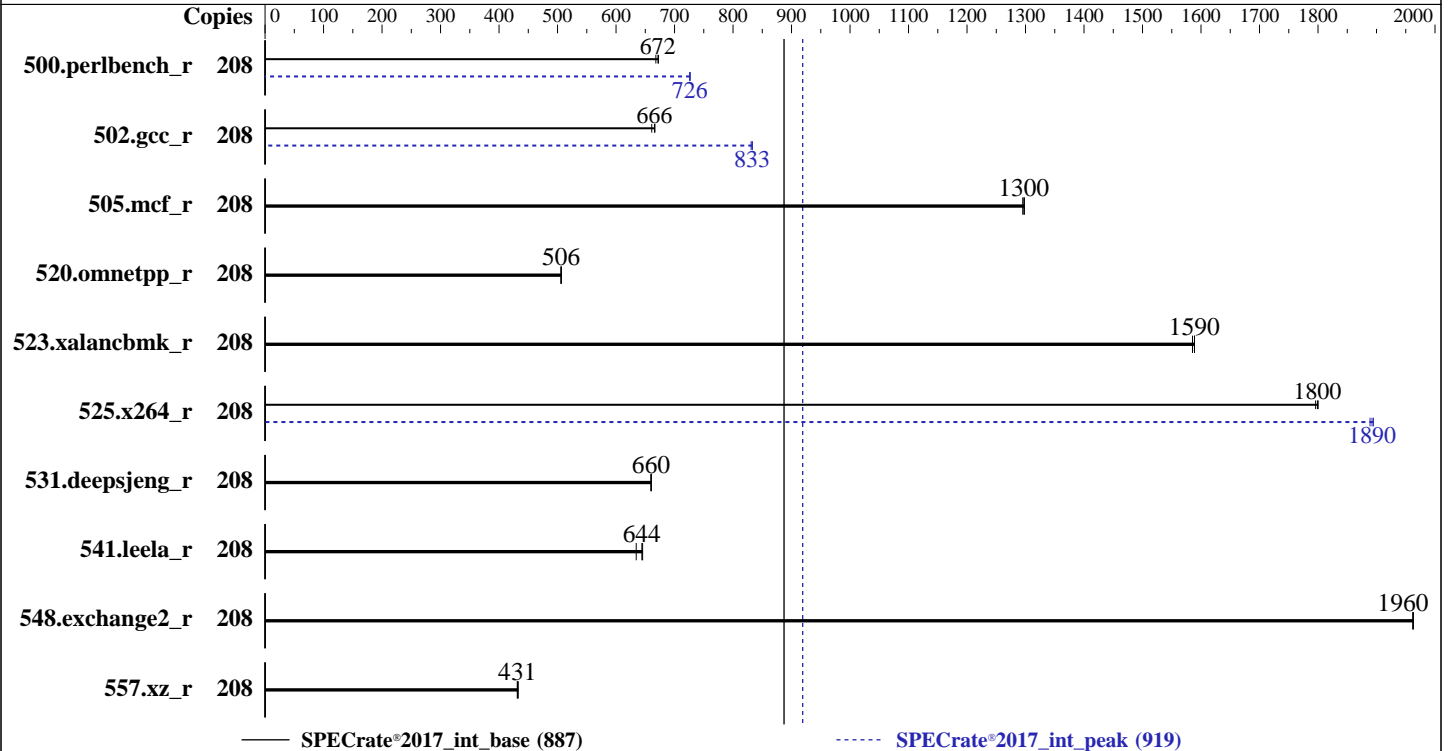 Copies 0 100 200 300 400 500 600 700 800 900 1000 1100 1200 1300 1400 1500 1600 1700 1800 2000
500.perlbench_r 208 672
726
502.gcc_r 208 666
833
505.mcf_r 208 1300
520.omnetpp_r 208 506
523.xalancbmk_r 208 1590
525.x264_r 208 1800
1890
531.deepsjeng_r 208 660
541.leela_r 208 644
548.exchange2_r 208 1960
557.xz_r 208 431
SPECrate®2017_int_base (887) SPECrate®2017_int_peak (919)